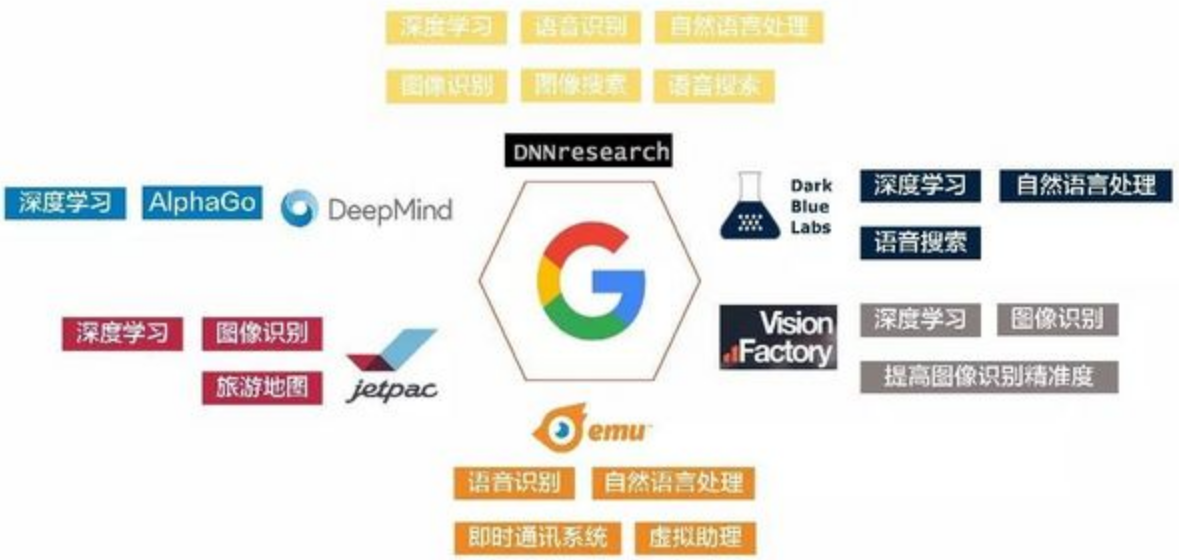 深度学习 语音识别 自然语言处理
图像识别 图像搜索 语音搜索
DNNresearch
深度学习 AlphaGo DeepMind
Dark
Blue
Labs
深度学习 自然语言处理
语音搜索
深度学习 图像识别
旅游地图
jetpac
Vision
Factory
深度学习 图像识别
提高图像识别精准度
emu
语音识别 自然语言处理
即时通讯系统 虚拟助理